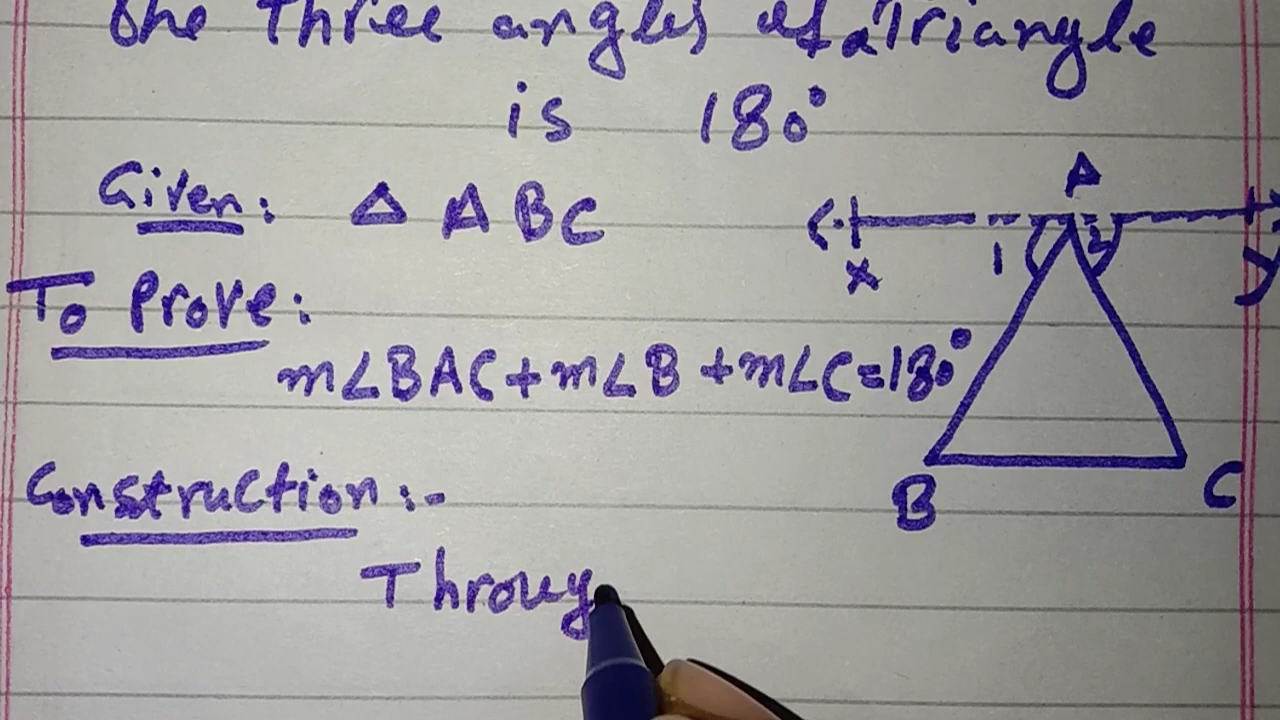 the three angles of a Triangle
is 180°
Given: △ ABC
To Prove:
m∠BAC+m∠B+m∠C=180°
Construction:-
Throug
A
X
1
2
y
B
C